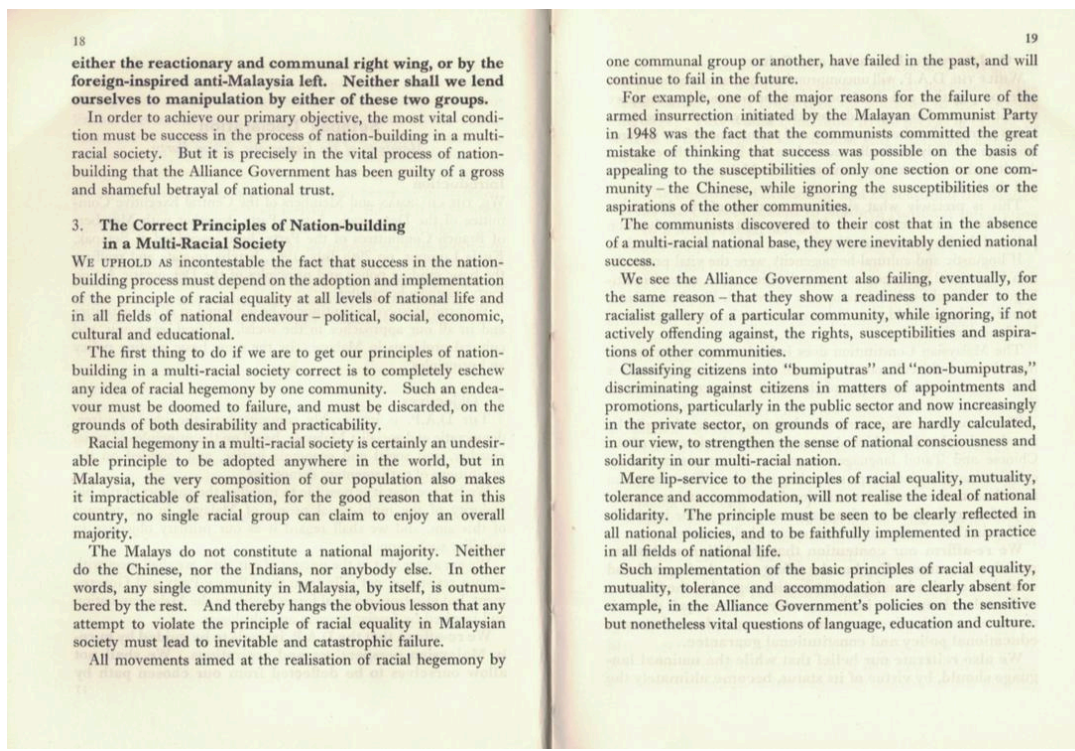 18
either the reactionary and communal right wing, or by the
foreign-inspired anti-Malaysia left. Neither shall we lend
ourselves to manipulation by either of these two groups.
In order to achieve our primary objective, the most vital condi-
tion must be success in the process of nation-building in a multi-
racial society. But it is precisely in the vital process of nation-
building that the Alliance Government has been guilty of a gross
and shameful betrayal of national trust.
3. The Correct Principles of Nation-building
in a Multi-Racial Society
WE UPHOLD AS incontestable the fact that success in the nation-
building process must depend on the adoption and implementation
of the principle of racial equality at all levels of national life and
in all fields of national endeavour – political, social, economic,
cultural and educational.
The first thing to do if we are to get our principles of nation-
building in a multi-racial society correct is to completely eschew
any idea of racial hegemony by one community. Such an endea-
vour must be doomed to failure, and must be discarded, on the
grounds of both desirability and practicability.
Racial hegemony in a multi-racial society is certainly an undesir-
able principle to be adopted anywhere in the world, but in
Malaysia, the very composition of our population also makes
it impracticable of realisation, for the good reason that in this
country, no single racial group can claim to enjoy an overall
majority.
The Malays do not constitute a national majority. Neither
do the Chinese, nor the Indians, nor anybody else. In other
words, any single community in Malaysia, by itself, is outnum-
bered by the rest. And thereby hangs the obvious lesson that any
attempt to violate the principle of racial equality in Malaysian
society must lead to inevitable and catastrophic failure.
All movements aimed at the realisation of racial hegemony by
19
one communal group or another, have failed in the past, and will
continue to fail in the future.
For example, one of the major reasons for the failure of the
armed insurrection initiated by the Malayan Communist Party
in 1948 was the fact that the communists committed the great
mistake of thinking that success was possible on the basis of
appealing to the susceptibilities of only one section or one com-
munity – the Chinese, while ignoring the susceptibilities or the
aspirations of the other communities.
The communists discovered to their cost that in the absence
of a multi-racial national base, they were inevitably denied national
success.
We see the Alliance Government also failing, eventually, for
the same reason – that they show a readiness to pander to the
racialist gallery of a particular community, while ignoring, if not
actively offending against, the rights, susceptibilities and aspira-
tions of other communities.
Classifying citizens into “bumiputras” and “non-bumiputras,”
discriminating against citizens in matters of appointments and
promotions, particularly in the public sector and now increasingly
in the private sector, on grounds of race, are hardly calculated,
in our view, to strengthen the sense of national consciousness and
solidarity in our multi-racial nation.
Mere lip-service to the principles of racial equality, mutuality,
tolerance and accommodation, will not realise the ideal of national
solidarity. The principle must be seen to be clearly reflected in
all national policies, and to be faithfully implemented in practice
in all fields of national life.
Such implementation of the basic principles of racial equality,
mutuality, tolerance and accommodation are clearly absent for
example, in the Alliance Government’s policies on the sensitive
but nonetheless vital questions of language, education and culture.